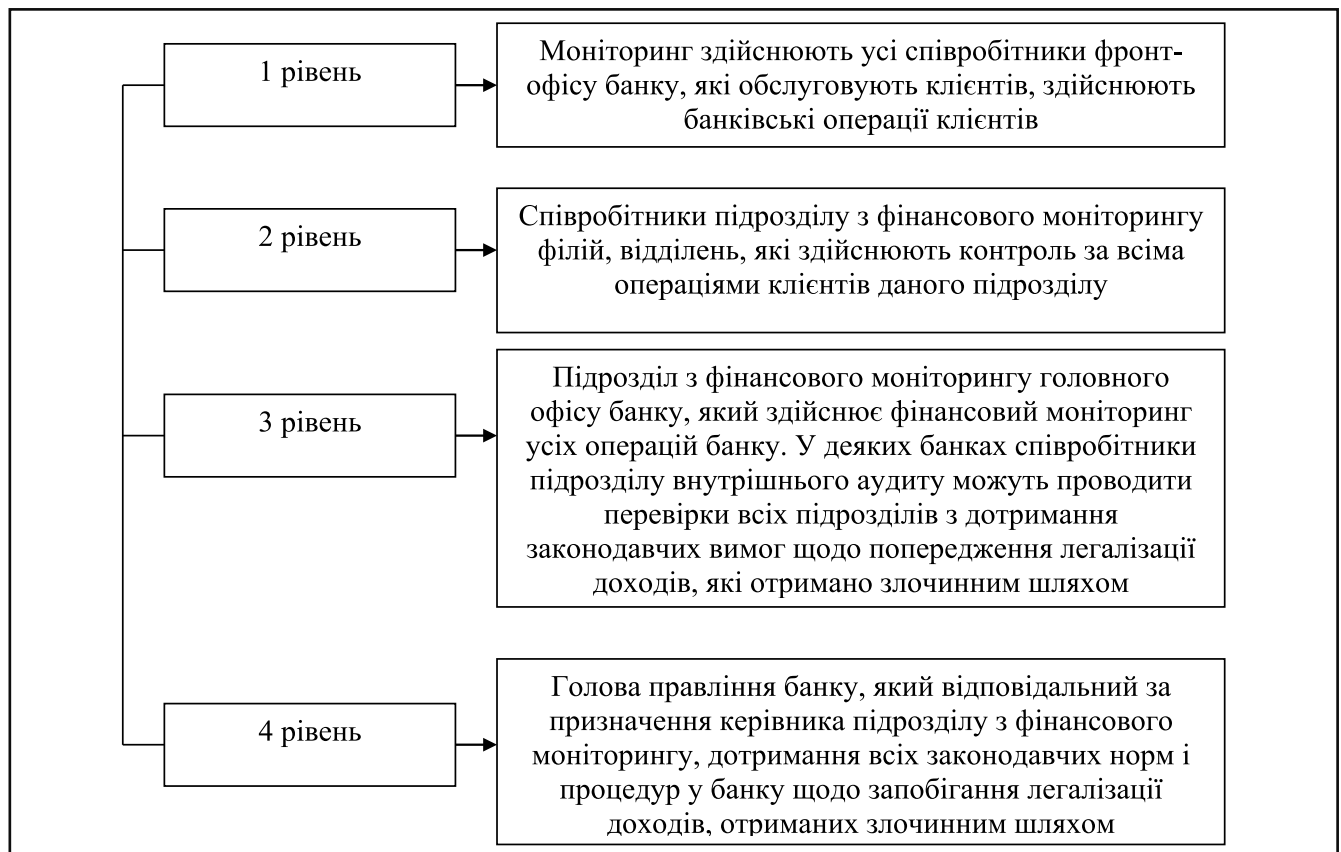 1 рівень
Моніторинг здійснюють усі співробітники фронт-
офісу банку, які обслуговують клієнтів, здійснюють
банківські операції клієнтів
2 рівень
Співробітники підрозділу з фінансового моніторингу
філій, відділень, які здійснюють контроль за всіма
операціями клієнтів даного підрозділу
3 рівень
Підрозділ з фінансового моніторингу головного
офісу банку, який здійснює фінансовий моніторинг
усіх операцій банку. У деяких банках співробітники
підрозділу внутрішнього аудиту можуть проводити
перевірки всіх підрозділів з дотримання
законодавчих вимог щодо попередження легалізації
доходів, які отримано злочинним шляхом
4 рівень
Голова правління банку, який відповідальний за
призначення керівника підрозділу з фінансового
моніторингу, дотримання всіх законодавчих норм і
процедур у банку щодо запобігання легалізації
доходів, отриманих злочинним шляхом